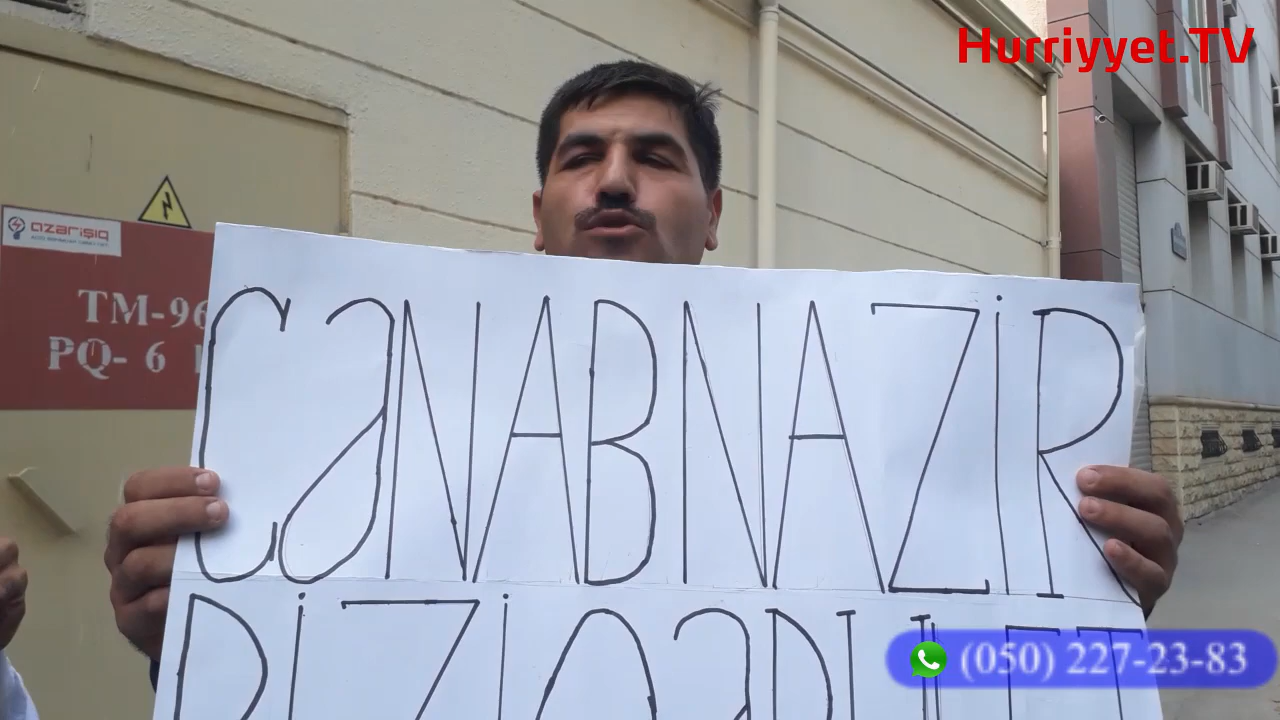 Hurriyyet.TV
azərişıq
TM-96
PQ- 6
CəNAB NAZİR
(050) 227-23-83